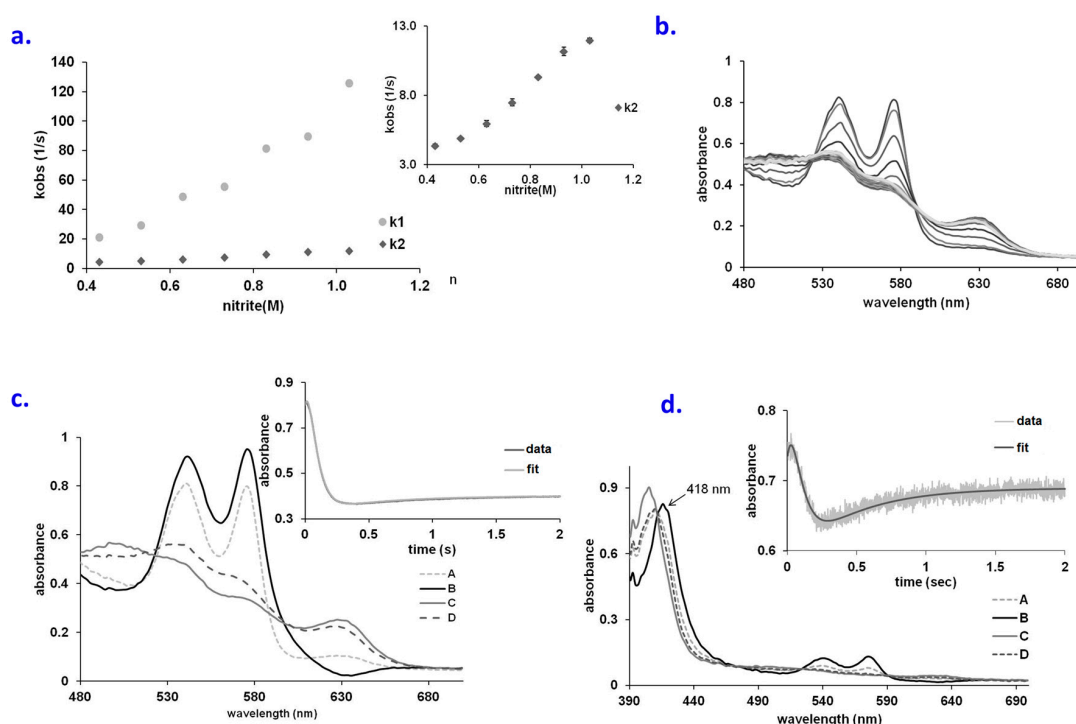 a.
kobs (1/s)
140
120
100
80
60
40
20
0
0.4
0.6
0.8
1.0
1.2
nitrite(M)
k1
k2
n
kobs (1/s)
13.0
8.0
3.0
0.4
0.6
0.8
1.0
1.2
nitrite(M)
k2
b.
absorbance
1
0.8
0.6
0.4
0.2
0
480
530
580
630
680
wavelength (nm)
c.
absorbance
1
0.8
0.6
0.4
0.2
0
480
530
580
630
680
wavelength (nm)
A
B
C
D
absorbance
0.9
0.7
0.5
0.3
0
1
1
2
time (s)
data
fit
d.
absorbance
0.9
0.6
0.3
0
390
440
490
540
590
640
690
wavelength (nm)
418 nm
A
B
C
D
absorbance
0.8
0.7
0.6
0
0.5
1
1.5
2
time (sec)
data
fit